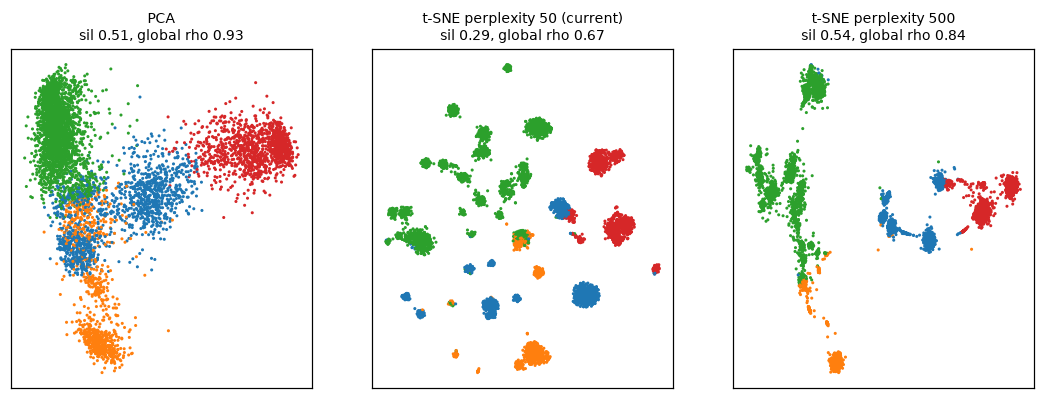 PCA
sil 0.51, global rho 0.93
t-SNE perplexity 50 (current)
sil 0.29, global rho 0.67
t-SNE perplexity 500
sil 0.54, global rho 0.84